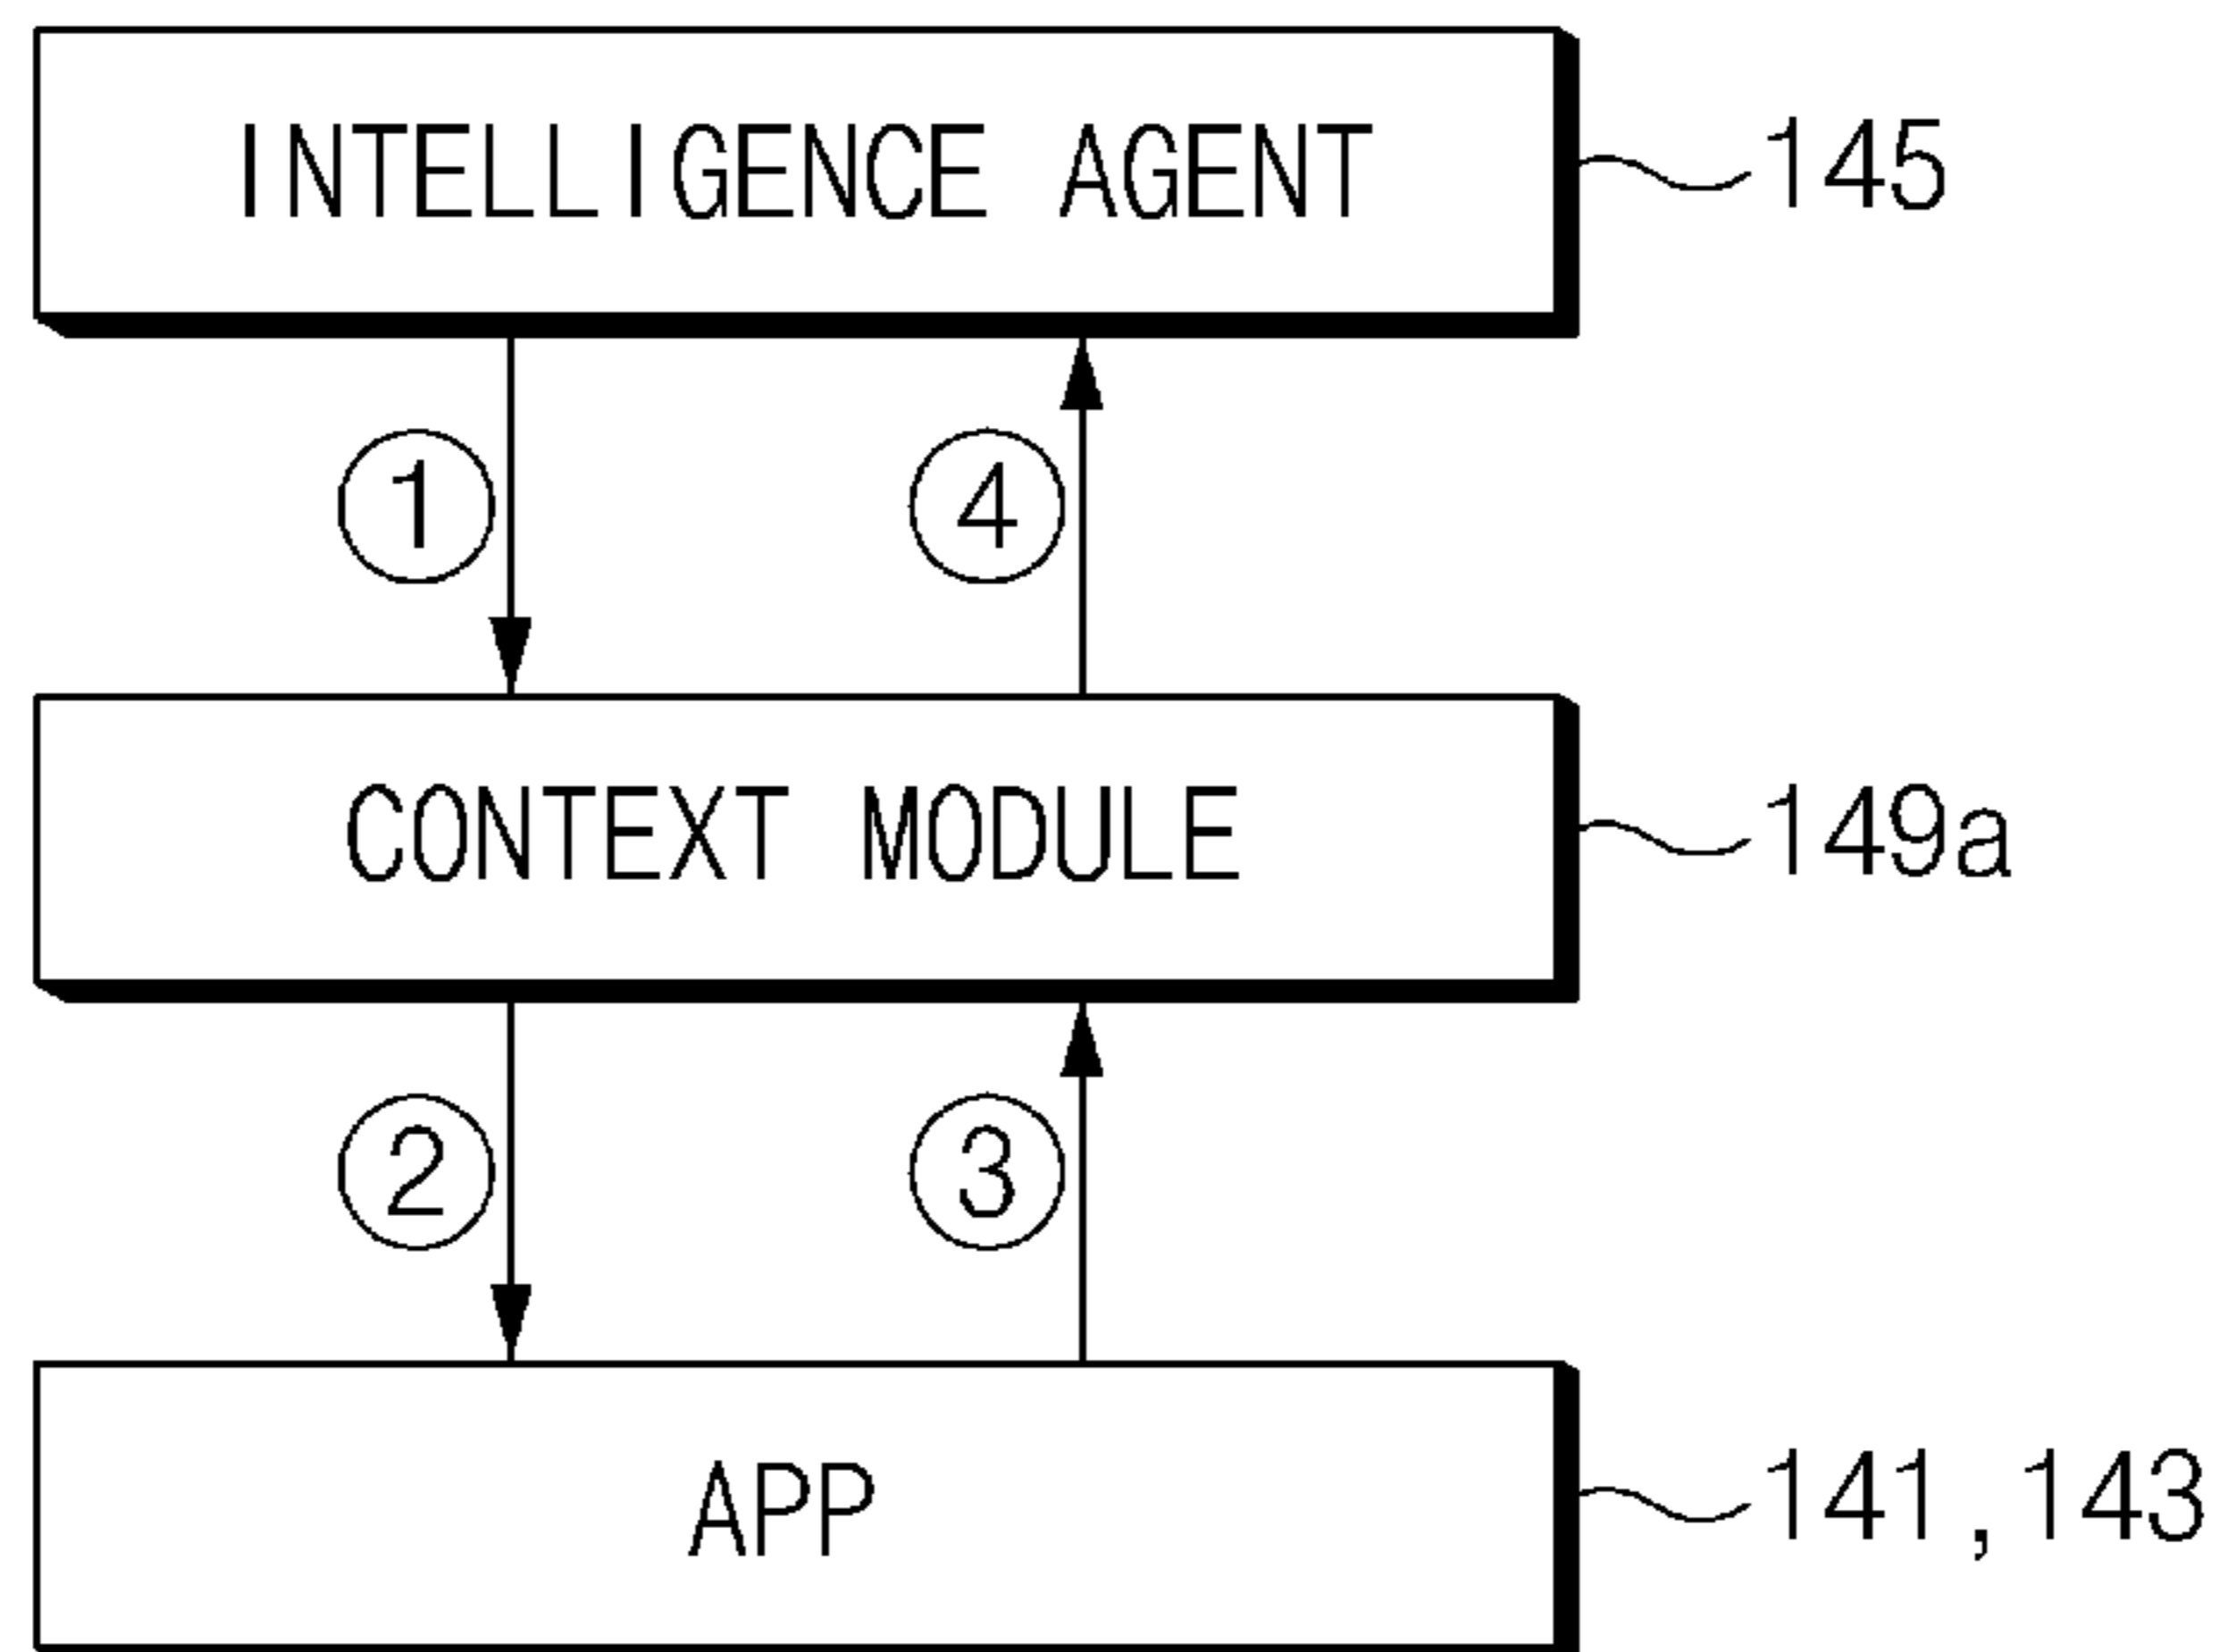 INTELLIGENCE AGENT 145
1 4
CONTEXT MODULE 149a
2 3
APP 141,143